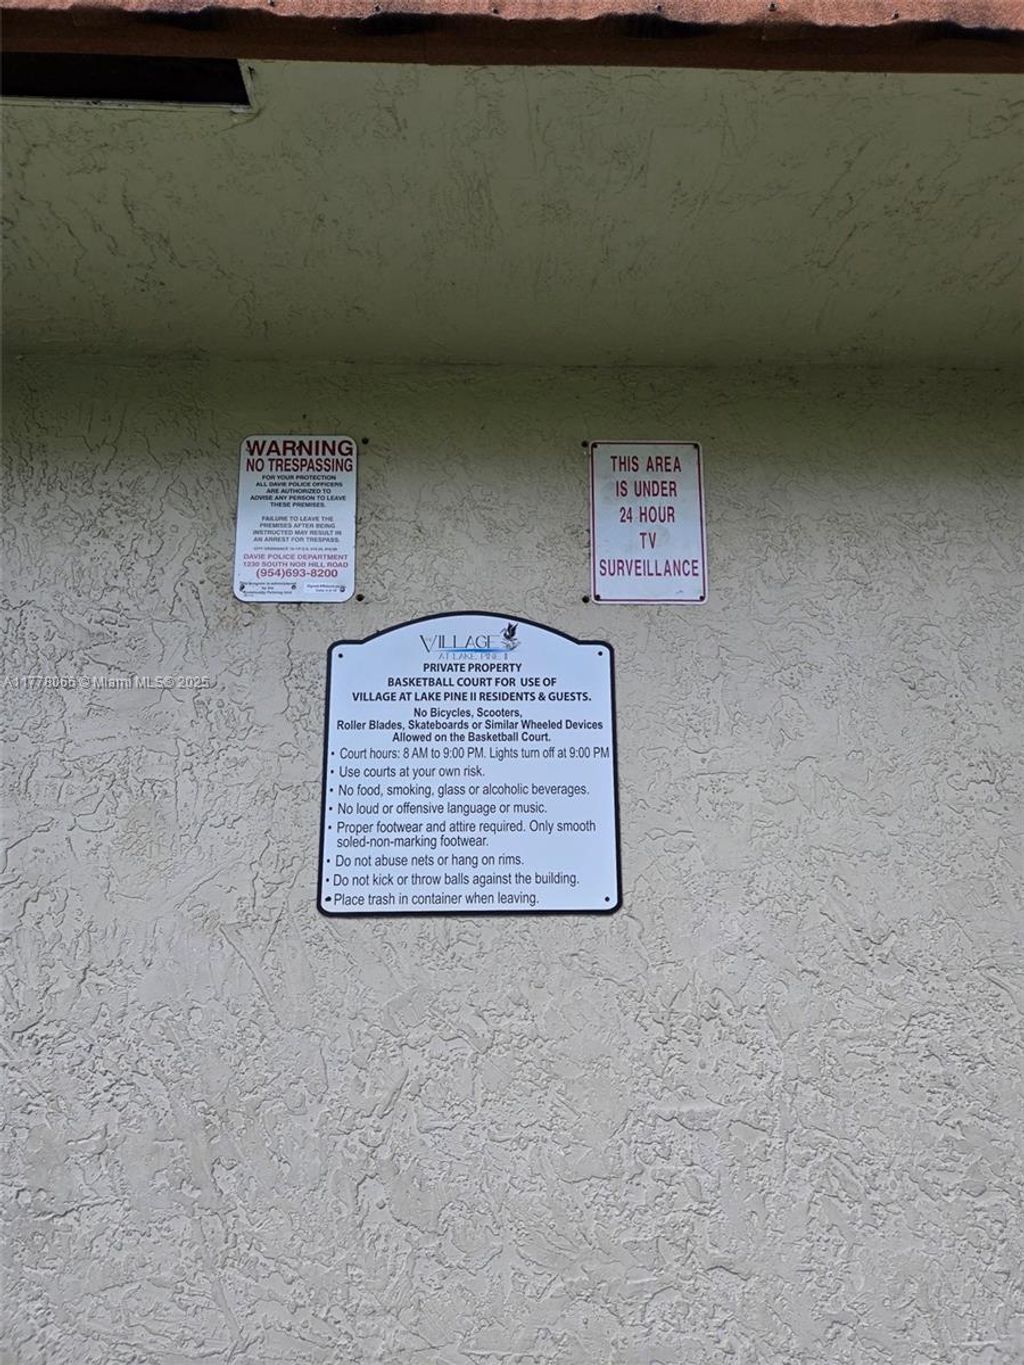 WARNING
NO TRESPASSING
FOR YOUR PROTECTION
ALL DAVIE POLICE OFFICERS
ARE AUTHORIZED TO
ADVISE ANY PERSON TO LEAVE
THESE PREMISES.
FAILURE TO LEAVE THE
PREMISES AFTER BEING
INSTRUCTED MAY RESULT IN
AN ARREST FOR TRESPASS.
DAVIE POLICE DEPARTMENT
1230 SOUTH NOB HILL ROAD
(954)693-8200
THIS AREA
IS UNDER
24 HOUR
TV
SURVEILLANCE
VILLAGE
AT LAKE PINE II
PRIVATE PROPERTY
BASKETBALL COURT FOR USE OF
VILLAGE AT LAKE PINE II RESIDENTS & GUESTS.
No Bicycles, Scooters,
Roller Blades, Skateboards or Similar Wheeled Devices
Allowed on the Basketball Court.
• Court hours: 8 AM to 9:00 PM. Lights turn off at 9:00 PM
• Use courts at your own risk.
• No food, smoking, glass or alcoholic beverages.
• No loud or offensive language or music.
• Proper footwear and attire required. Only smooth
soled-non-marking footwear.
• Do not abuse nets or hang on rims.
• Do not kick or throw balls against the building.
• Place trash in container when leaving.
A11778066 © Miami MLS® 2025